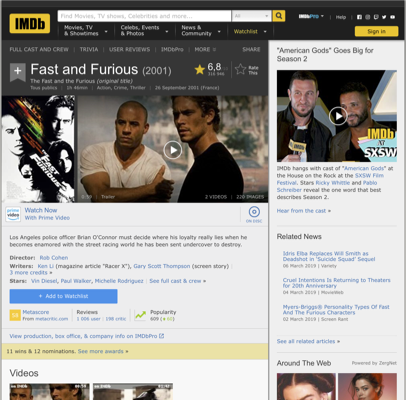 IMDb
Find Movies, TV shows, Celebrities and more...
All
IMDbPro
Help
Movies, TV & Showtimes
Celebs, Events & Photos
News & Community
Watchlist
Sign in
FULL CAST AND CREW | TRIVIA | USER REVIEWS | IMDbPro | MORE
SHARE
Fast and Furious (2001)
The Fast and the Furious (original title)
Tous publics | 1h 46min | Action, Crime, Thriller | 26 September 2001 (France)
6,8
Rate This
Trailer
3 VIDEOS
Watch Now
With Prime Video
ON DISC
Los Angeles police officer Brian O'Connor must decide where his loyalty really lies when he
becomes enamored with the street racing world he has been sent undercover to destroy.
Director: Rob Cohen
Writers: Ken Li (magazine article "Racer X"), Gary Scott Thompson (screen story) |
3 more credits »
Stars: Vin Diesel, Paul Walker, Michelle Rodriguez | See full cast & crew »
+ Add to Watchlist
Metascore
From metacritic.com
Reviews
1 006 user | 198 critic
Popularity
609
View production, box office, & company info on IMDbPro
11 wins & 12 nominations. See more awards »
Videos
"American Gods" Goes Big for
Season 2
IMDb
AT
SXSW
IMDb hangs with cast of "American Gods"
at the House on the Rock at the SXSW Film
Festival. Stars Ricky Whittle and Pablo
Schreiber reveal the one word that best
describes Season 2.
Hear from the cast »
Related News
Idris Elba Replaces Will Smith as
Deadshot in 'Suicide Squad' Sequel
06 March 2019 | Variety
Cruel Intentions Is Returning to Theaters
for 20th Anniversary
04 March 2019 | MovieWeb
Myers-Briggs® Personality Types Of Fast
And The Furious Characters
02 March 2019 | Screen Rant
See all related articles »
Around The Web
Powered by ZergNet